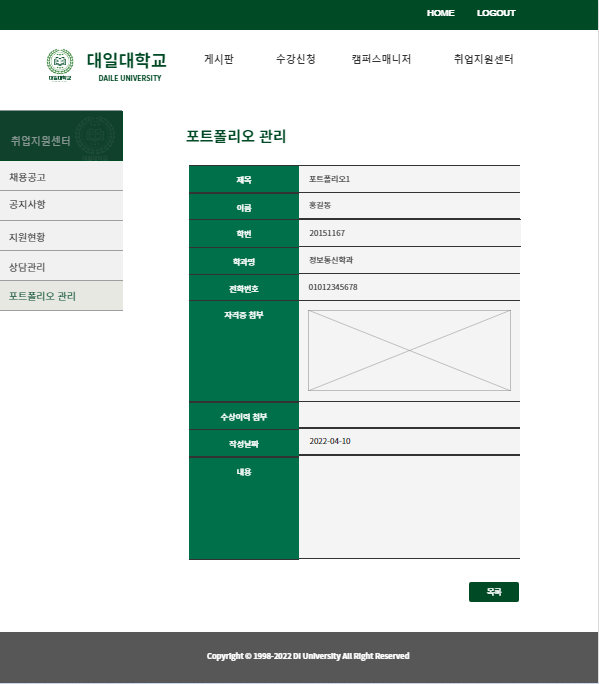 HOME LOGOUT
대일대학교
DAILE UNIVERSITY
게시판 수강신청 캠퍼스매니저 취업지원센터
취업지원센터
채용공고
공지사항
지원현황
상담관리
포트폴리오 관리
포트폴리오 관리
제목 포트폴리오1
이름 홍길동
학번 20151167
학과명 정보통신학과
전화번호 01012345678
자격증 첨부
수상이력 첨부
작성날짜 2022-04-10
내용
목록
Copyright © 1998-2022 DI University All Right Reserved